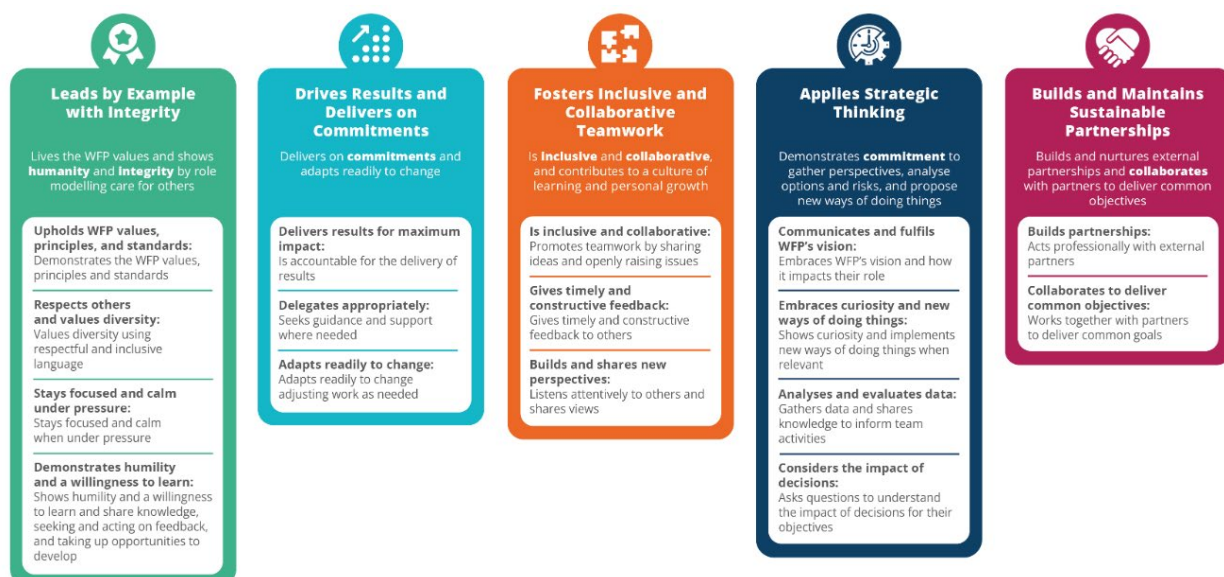 Leads by Example
with Integrity
Lives the WFP values and shows
humanity and integrity by role
modelling care for others
Upholds WFP values,
principles, and standards:
Demonstrates the WFP values,
principles and standards
Respects others
and values diversity:
Values diversity using
respectful and inclusive
language
Stays focused and calm
under pressure:
Stays focused and calm
when under pressure
Demonstrates humility
and a willingness to learn:
Shows humility and a willingness
to learn and share knowledge,
seeking and acting on feedback,
and taking up opportunities to
develop
Drives Results and
Delivers on
Commitments
Delivers on commitments and
adapts readily to change
Delivers results for maximum
impact:
Is accountable for the delivery of
results
Delegates appropriately:
Seeks guidance and support
where needed
Adapts readily to change:
Adapts readily to change
adjusting work as needed
Fosters Inclusive and
Collaborative
Teamwork
Is inclusive and collaborative,
and contributes to a culture of
learning and personal growth
Is inclusive and collaborative:
Promotes teamwork by sharing
ideas and openly raising issues
Gives timely and
constructive feedback:
Gives timely and constructive
feedback to others
Builds and shares new
perspectives:
Listens attentively to others and
shares views
Applies Strategic
Thinking
Demonstrates commitment to
gather perspectives, analyse
options and risks, and propose
new ways of doing things
Communicates and fulfils
WFP's vision:
Embraces WFP's vision and how
it impacts their role
Embraces curiosity and new
ways of doing things:
Shows curiosity and implements
new ways of doing things when
relevant
Analyses and evaluates data:
Gathers data and shares
knowledge to inform team
activities
Considers the impact of
decisions:
Asks questions to understand
the impact of decisions for their
objectives
Builds and Maintains
Sustainable
Partnerships
Builds and nurtures external
partnerships and collaborates
with partners to deliver common
objectives
Builds partnerships:
Acts professionally with external
partners
Collaborates to deliver
common objectives:
Works together with partners
to deliver common goals